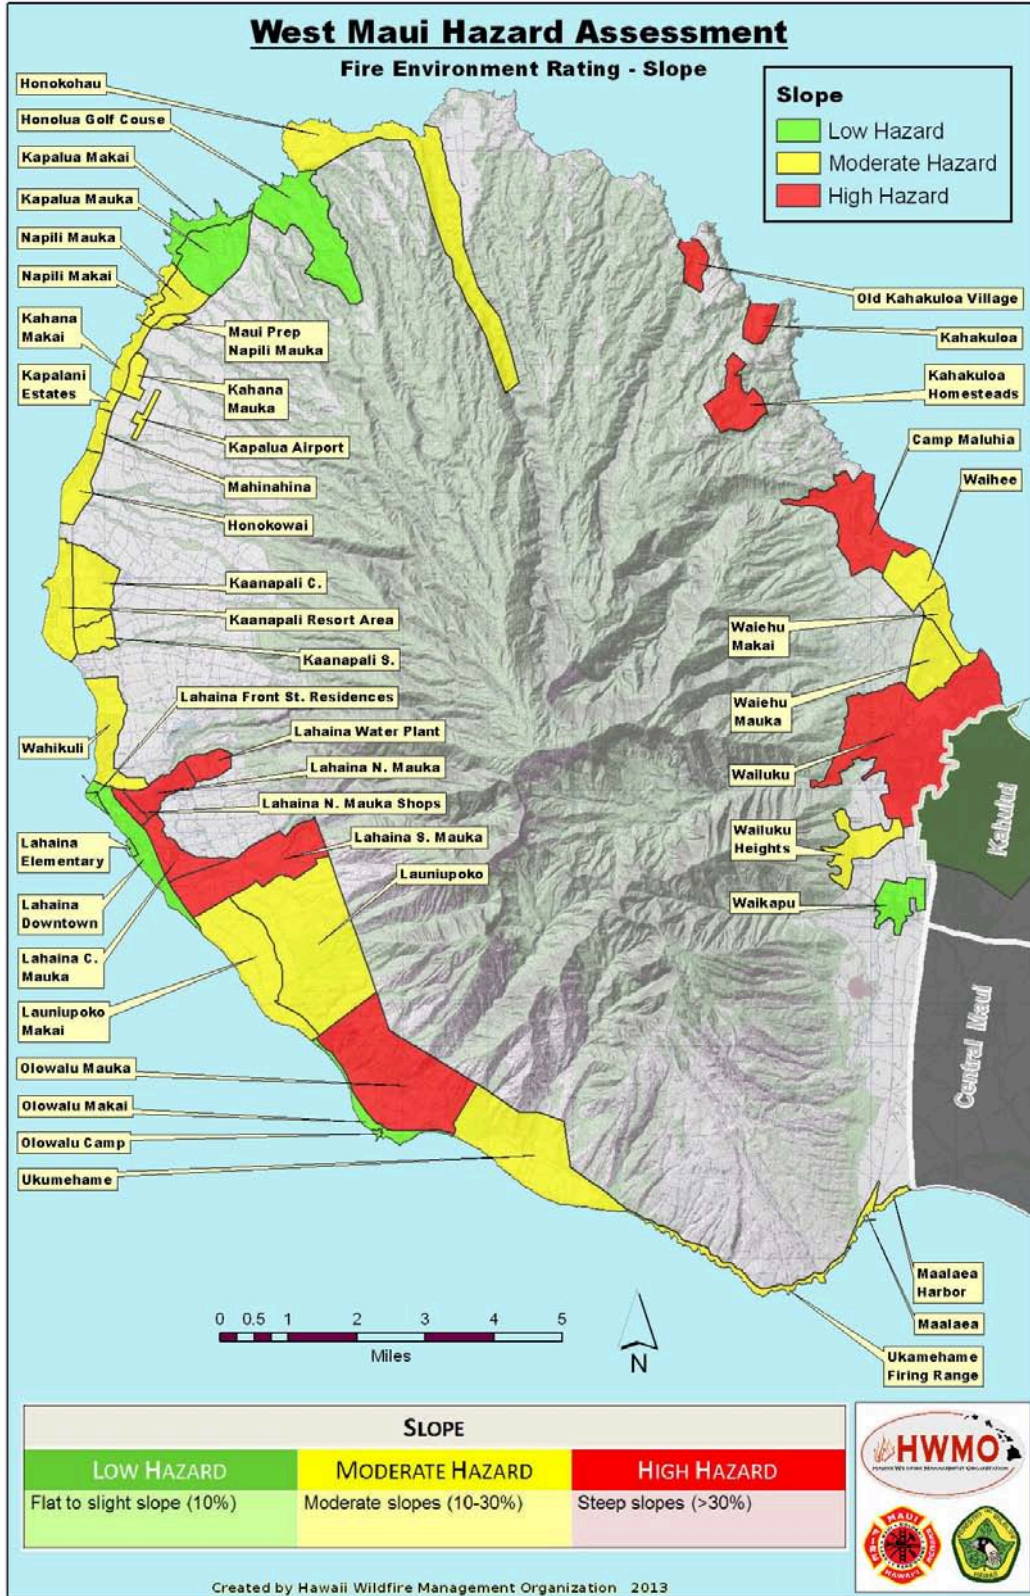 West Maui Hazard Assessment
Fire Environment Rating - Slope
Slope
Low Hazard
Moderate Hazard
High Hazard
Honokohau
Honolua Golf Couse
Kapalua Makai
Kapalua Mauka
Napili Mauka
Napili Makai
Kahana
Makai
Kapalani
Estates
Maui Prep
Napili Mauka
Kahana
Mauka
Kapalua Airport
Mahinahina
Honokowai
Kaanapali C.
Kaanapali Resort Area
Kaanapali S.
Lahaina Front St. Residences
Wahikuli
Lahaina Water Plant
Lahaina N. Mauka
Lahaina N. Mauka Shops
Lahaina S. Mauka
Launiupoko
Lahaina
Elementary
Lahaina
Downtown
Lahaina C.
Mauka
Launiupoko
Makai
Olowalu Mauka
Olowalu Makai
Olowalu Camp
Ukumehame
Old Kahakuloa Village
Kahakuloa
Kahakuloa
Homesteads
Camp Maluhia
Waihee
Waiehu
Makai
Waiehu
Mauka
Wailuku
Wailuku
Heights
Waikapu
Kahului
Central Maui
Maalaea
Harbor
Maalaea
Ukamehame
Firing Range
0 0.5 1 2 3 4 5
Miles
N
SLOPE
LOW HAZARD
MODERATE HAZARD
HIGH HAZARD
Flat to slight slope (10%)
Moderate slopes (10-30%)
Steep slopes (>30%)
HWMO
HAWAII WILDFIRE MANAGEMENT ORGANIZATION
MAUI
FIRE
HAWAII
Created by Hawaii Wildfire Management Organization 2013